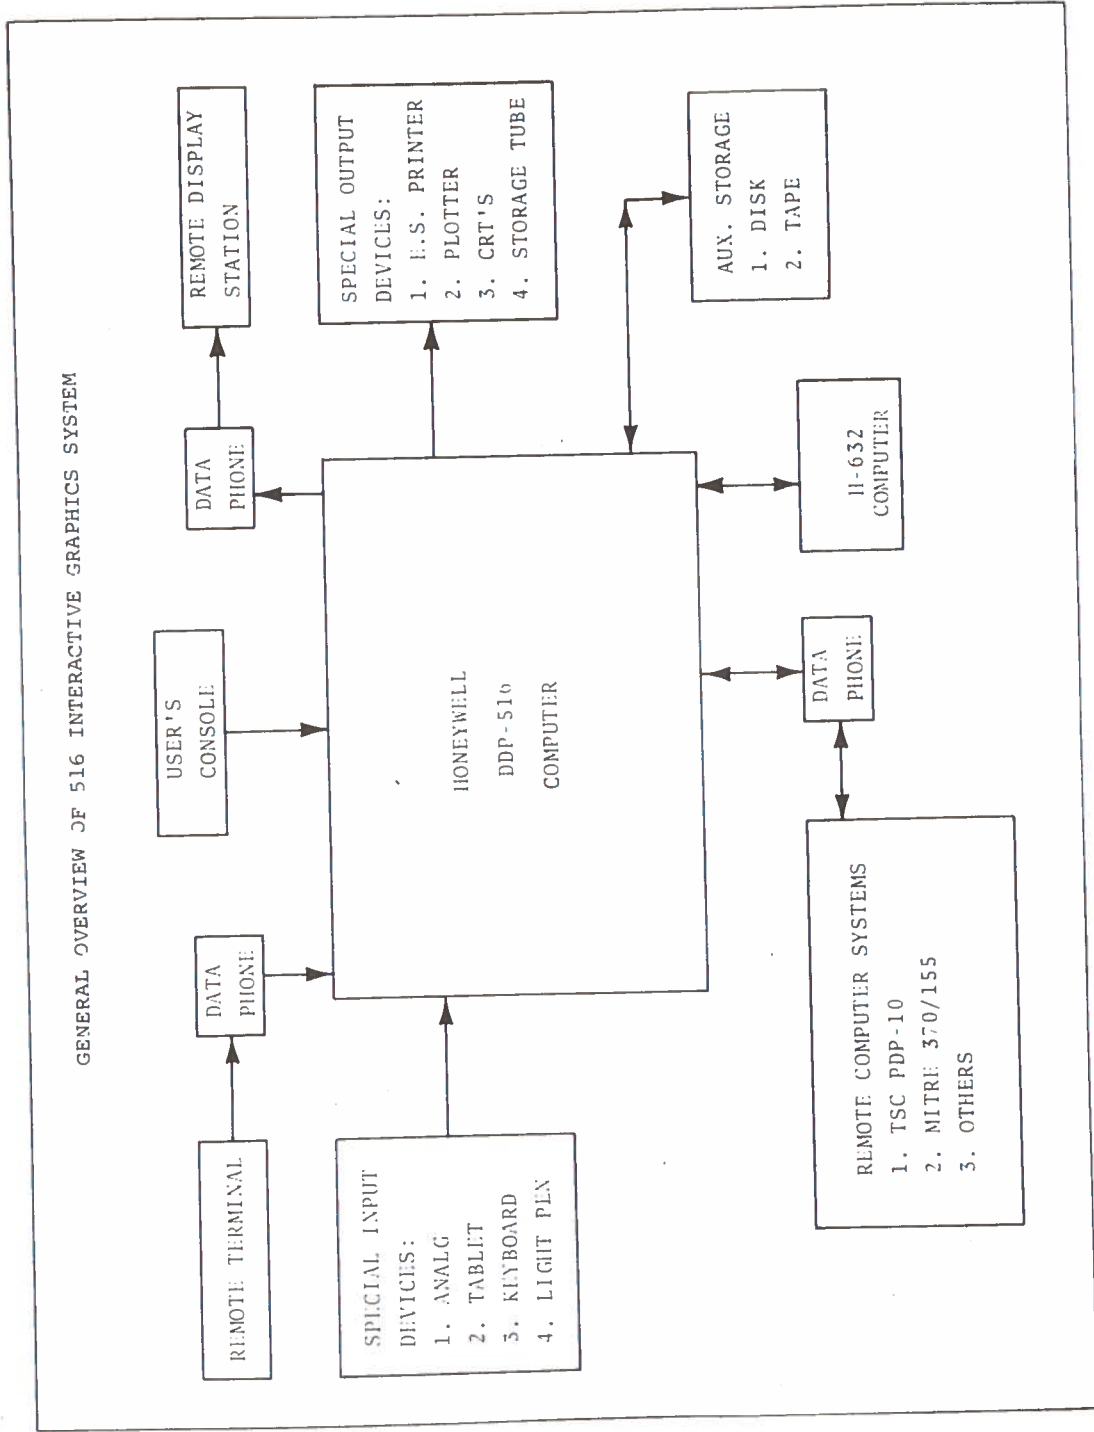 GENERAL OVERVIEW OF 516 INTERACTIVE GRAPHICS SYSTEM
REMOTE TERMINAL
DATA
PHONE
USER'S
CONSOLE
DATA
PHONE
REMOTE DISPLAY
STATION
SPECIAL INPUT
DEVICES:
1. ANALG
2. TABLET
3. KEYBOARD
4. LIGHT PEN
HONEYWELL
DDP-516
COMPUTER
SPECIAL OUTPUT
DEVICES:
1. E.S. PRINTER
2. PLOTTER
3. CRT'S
4. STORAGE TUBE
REMOTE COMPUTER SYSTEMS
1. TSC PDP-10
2. MITRE 370/155
3. OTHERS
DATA
PHONE
H-632
COMPUTER
AUX. STORAGE
1. DISK
2. TAPE